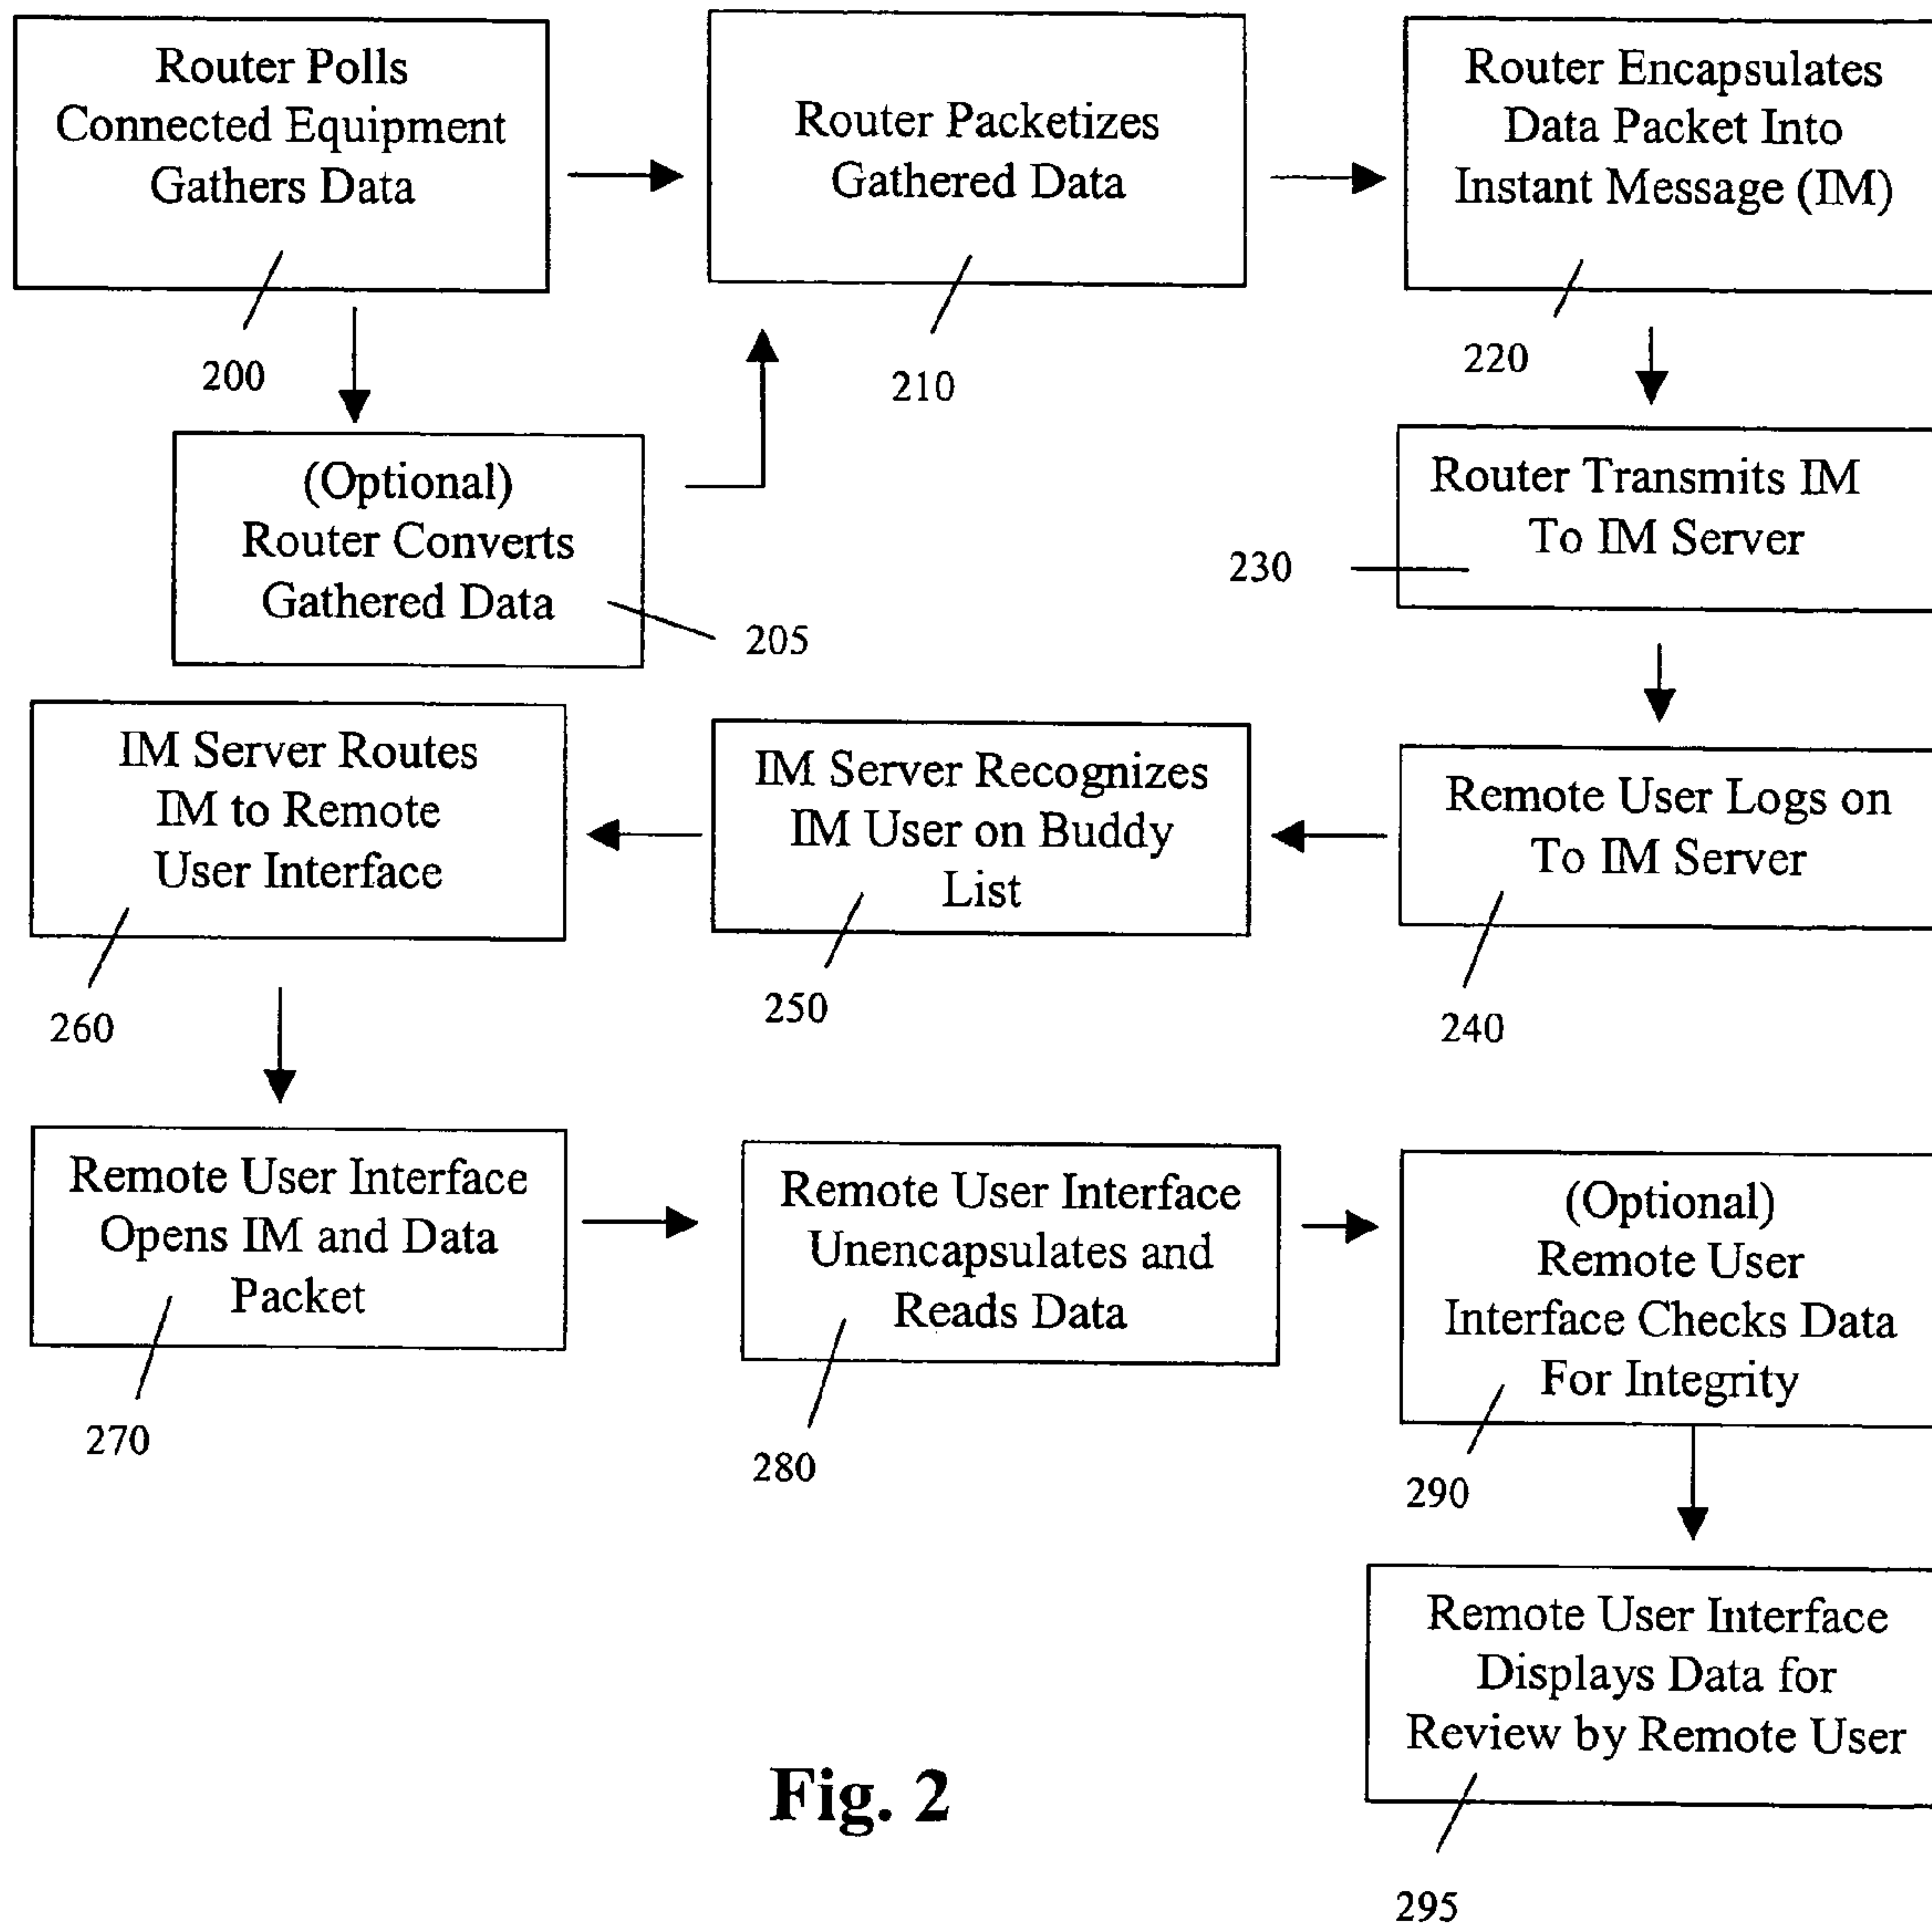 Router Polls
Connected Equipment
Gathers Data
200
Router Packetizes
Gathered Data
210
Router Encapsulates
Data Packet Into
Instant Message (IM)
220
(Optional)
Router Converts
Gathered Data
205
Router Transmits IM
To IM Server
230
Remote User Logs on
To IM Server
240
IM Server Recognizes
IM User on Buddy
List
250
IM Server Routes
IM to Remote
User Interface
260
Remote User Interface
Opens IM and Data
Packet
270
Remote User Interface
Unencapsulates and
Reads Data
280
(Optional)
Remote User
Interface Checks Data
For Integrity
290
Remote User Interface
Displays Data for
Review by Remote User
295
Fig. 2